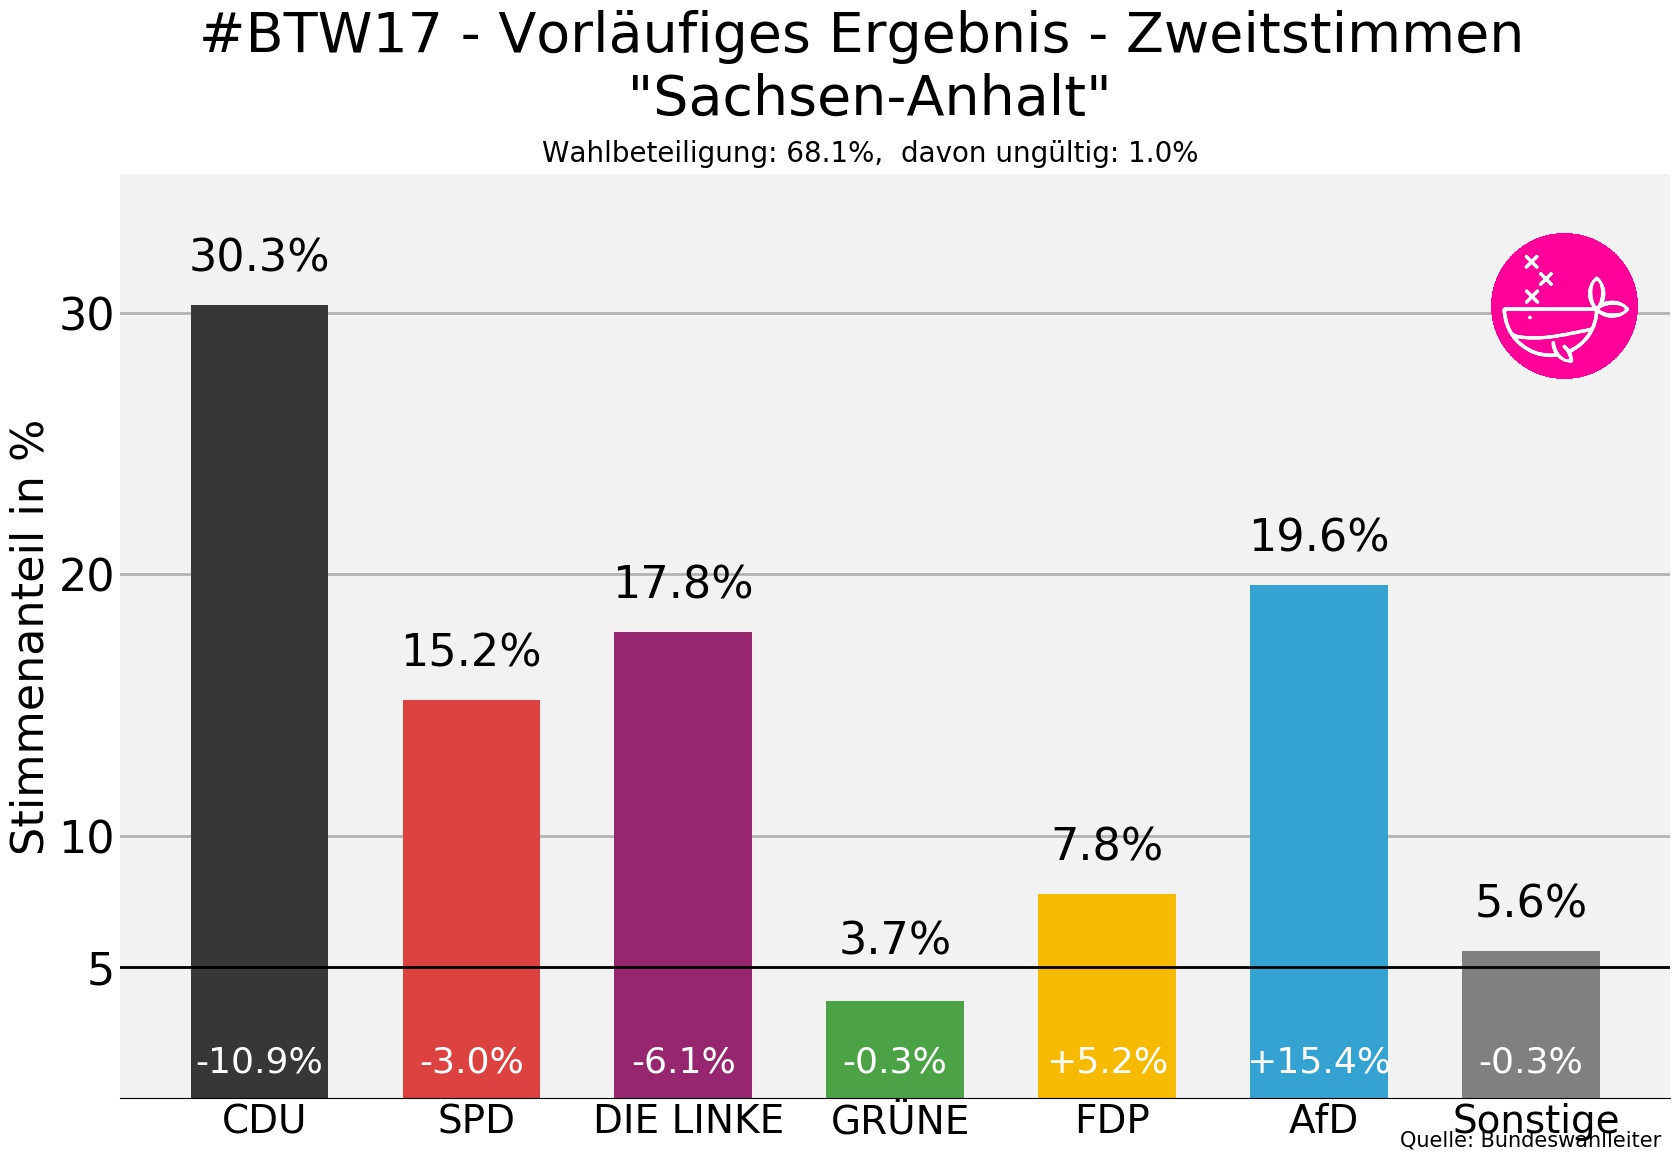 #BTW17 - Vorläufiges Ergebnis - Zweitstimmen
"Sachsen-Anhalt"
Wahlbeteiligung: 68.1%,  davon ungültig: 1.0%
Stimmenanteil in %
30
20
10
5
30.3%
15.2%
17.8%
3.7%
7.8%
19.6%
5.6%
-10.9%
-3.0%
-6.1%
-0.3%
+5.2%
+15.4%
-0.3%
CDU
SPD
DIE LINKE
GRÜNE
FDP
AfD
Sonstige
Quelle: Bundeswahlleiter